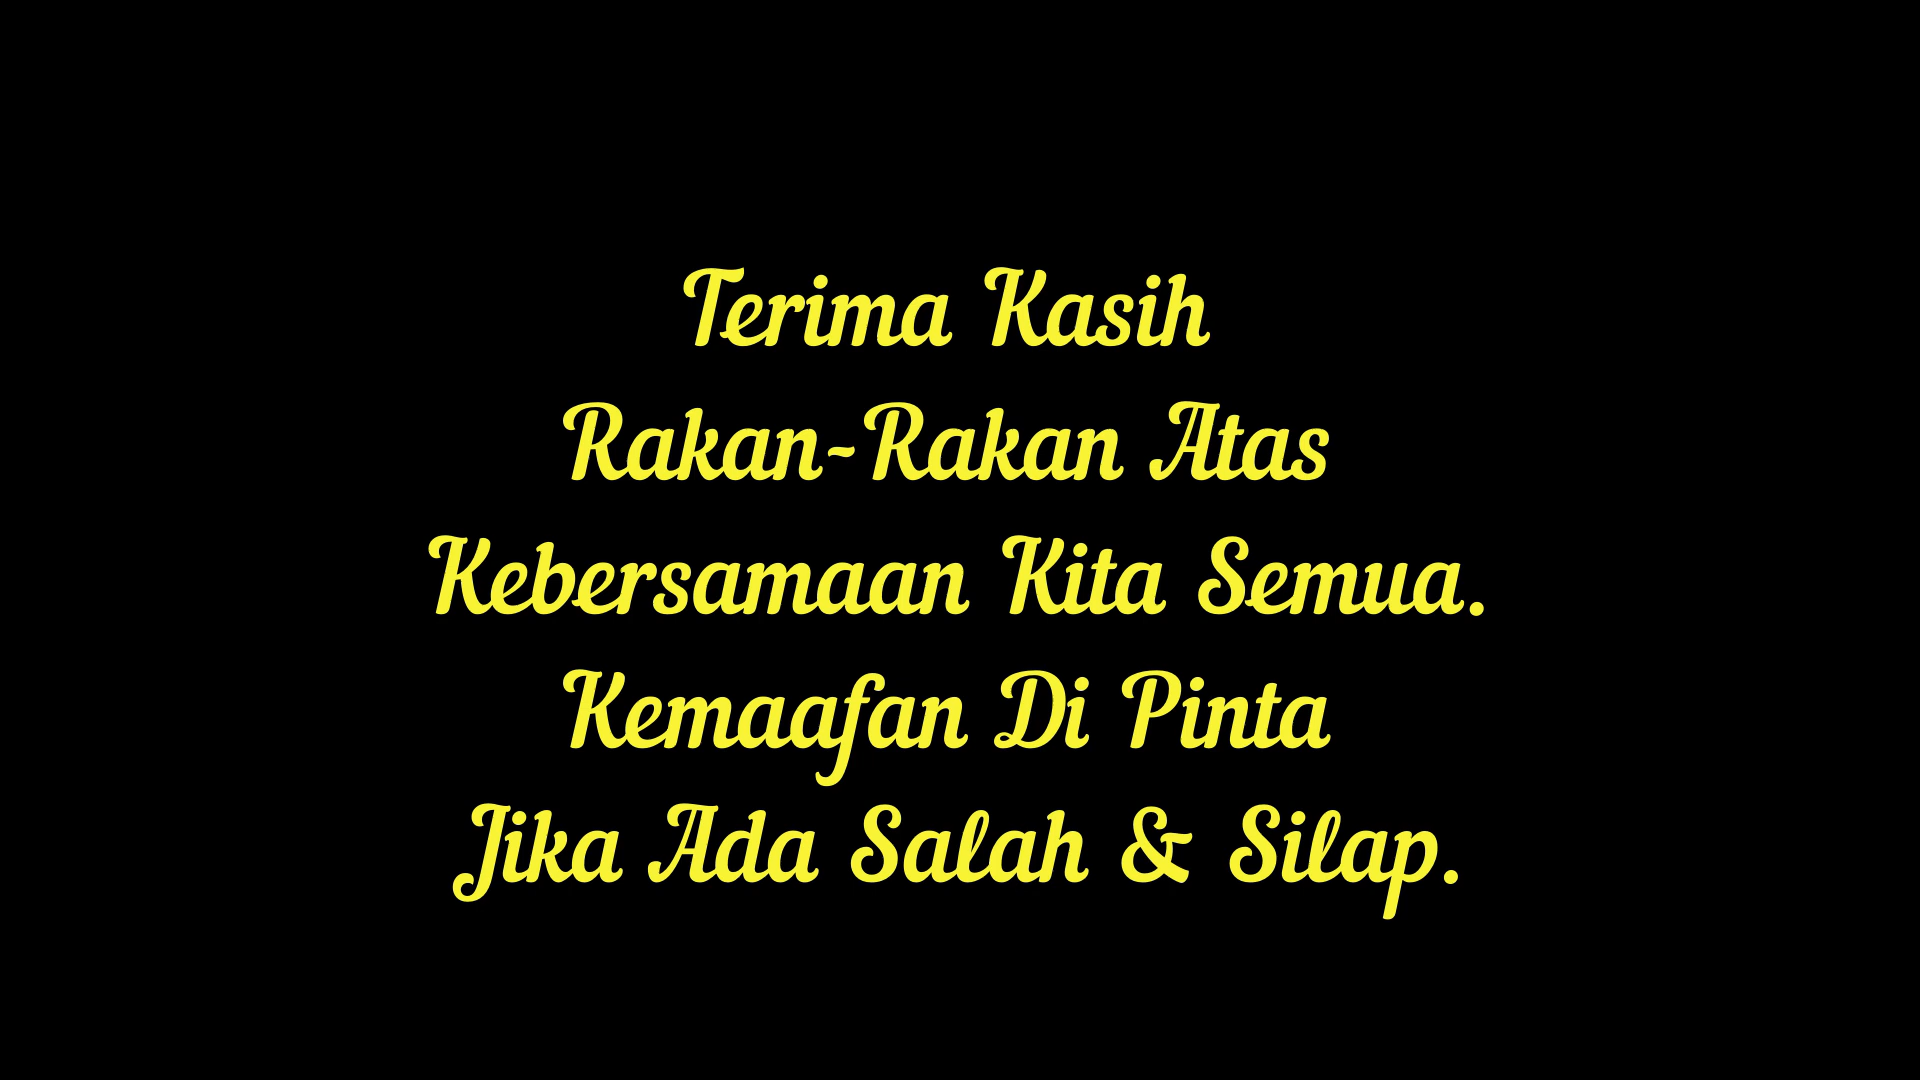 Terima Kasih
Rakan-Rakan Atas
Kebersamaan Kita Semua.
Kemaafan Di Pinta
Jika Ada Salah & Silap.